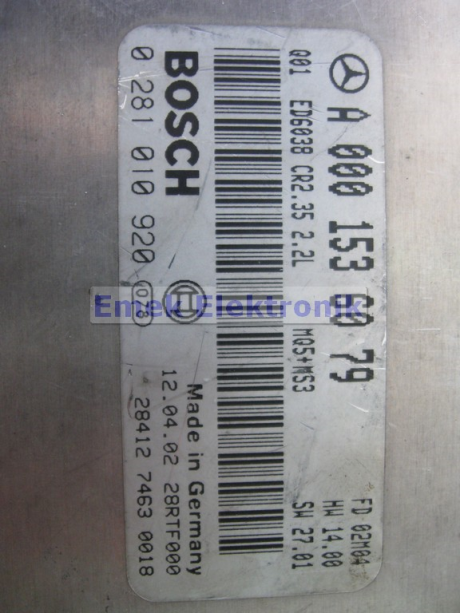 A 000 153 60 79
Q01 ED6038 CR2.35 2.2L MQ5+MS3
FD 02M04
HW 14.00
SW 27.01
BOSCH
Made in Germany
0 281 010 920
12.04.02 28RTF000
28412 7463 0018
Emek Elektronik